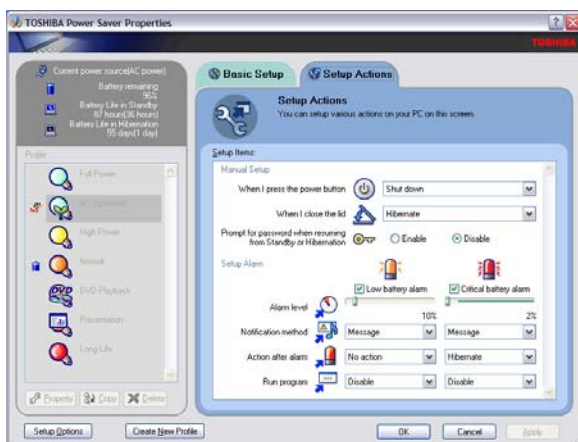 TOSHIBA Power Saver Properties
TOSHIBA
Current power source(AC power)
Battery remaining
96%
Battery Life in Standby
87 hours(36 hours)
Battery Life in Hibernation
55 days(1 day)
Profile
Full Power
AC Optimized
High Power
Normal
DVD Playback
Presentation
Long Life
Property Copy Delete
Setup Options Create New Profile
Basic Setup Setup Actions
Setup Actions
You can setup various actions on your PC on this screen.
Setup Items:
Manual Setup
When I press the power button Shut down
When I close the lid Hibernate
Prompt for password when resuming
from Standby or Hibernation Enable Disable
Setup Alarm
Low battery alarm Critical battery alarm
Alarm level
10% 2%
Notification method Message Message
Action after alarm No action Hibernate
Run program Disable Disable
OK Cancel Apply